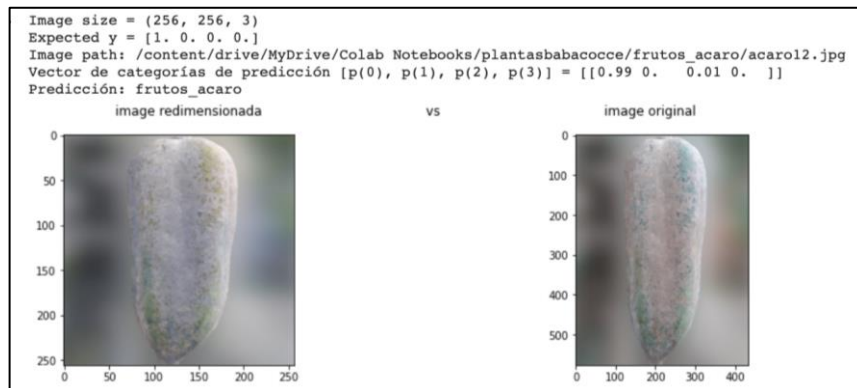 Image size = (256, 256, 3)
Expected y = [1. 0. 0. 0.]
Image path: /content/drive/MyDrive/Colab Notebooks/plantasbabacocce/frutos_acaro/acaro12.jpg
Vector de categorías de predicción [p(0), p(1), p(2), p(3)] = [[0.99 0.   0.01 0.  ]]
Predicción: frutos_acaro
image redimensionada vs image original
0
50
100
150
200
250
0 50 100 150 200 250
0
100
200
300
400
500
0 100 200 300 400